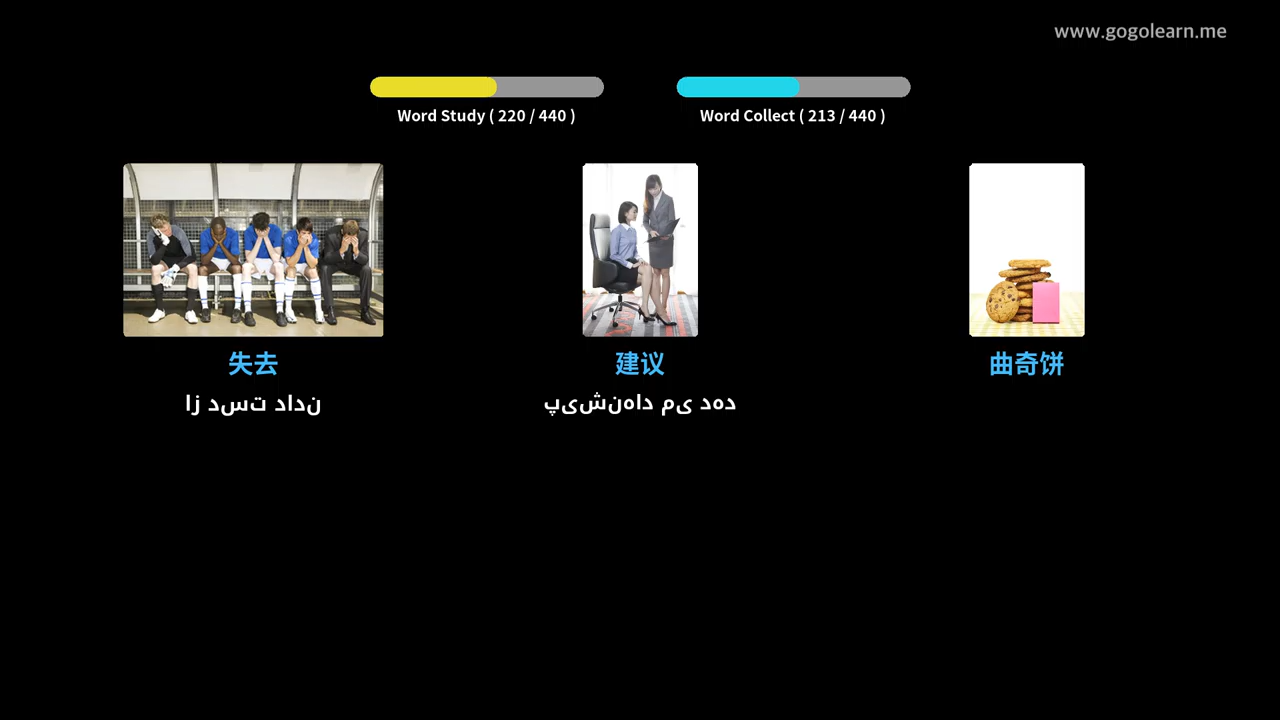 www.gogolearn.me
Word Study ( 220 / 440 )
Word Collect ( 213 / 440 )
失去
از دست دادن
建议
پیشنهاد می دهد
曲奇饼